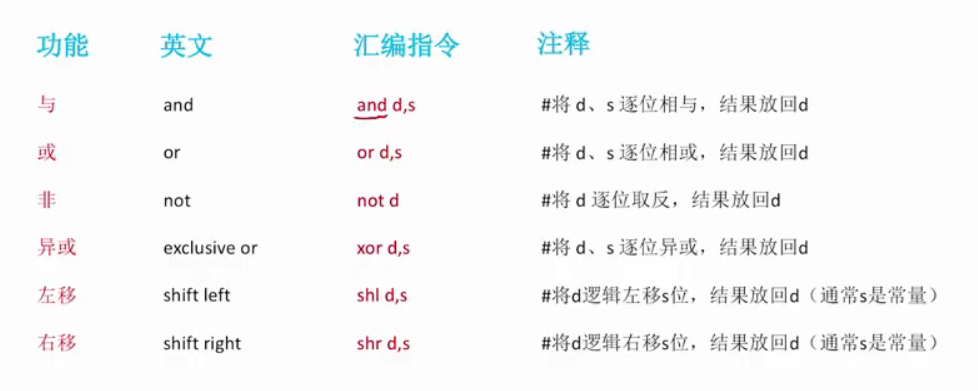 功能 英文 汇编指令 注释
与 and and d,s #将 d、s 逐位相与，结果放回d
或 or or d,s #将 d、s 逐位相或，结果放回d
非 not not d #将 d 逐位取反，结果放回d
异或 exclusive or xor d,s #将 d、s 逐位异或，结果放回d
左移 shift left shl d,s #将d逻辑左移s位，结果放回d（通常s是常量）
右移 shift right shr d,s #将d逻辑右移s位，结果放回d（通常s是常量）